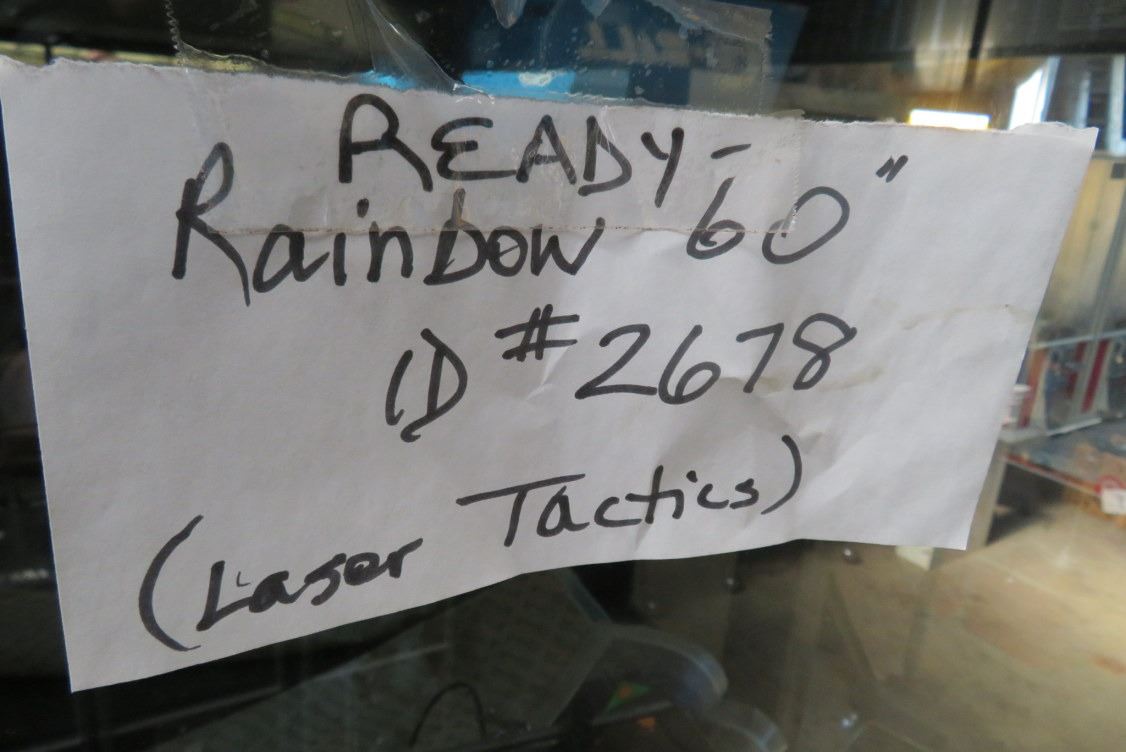 READY-
Rainbow 60"
ID #2678
(Laser Tactics)